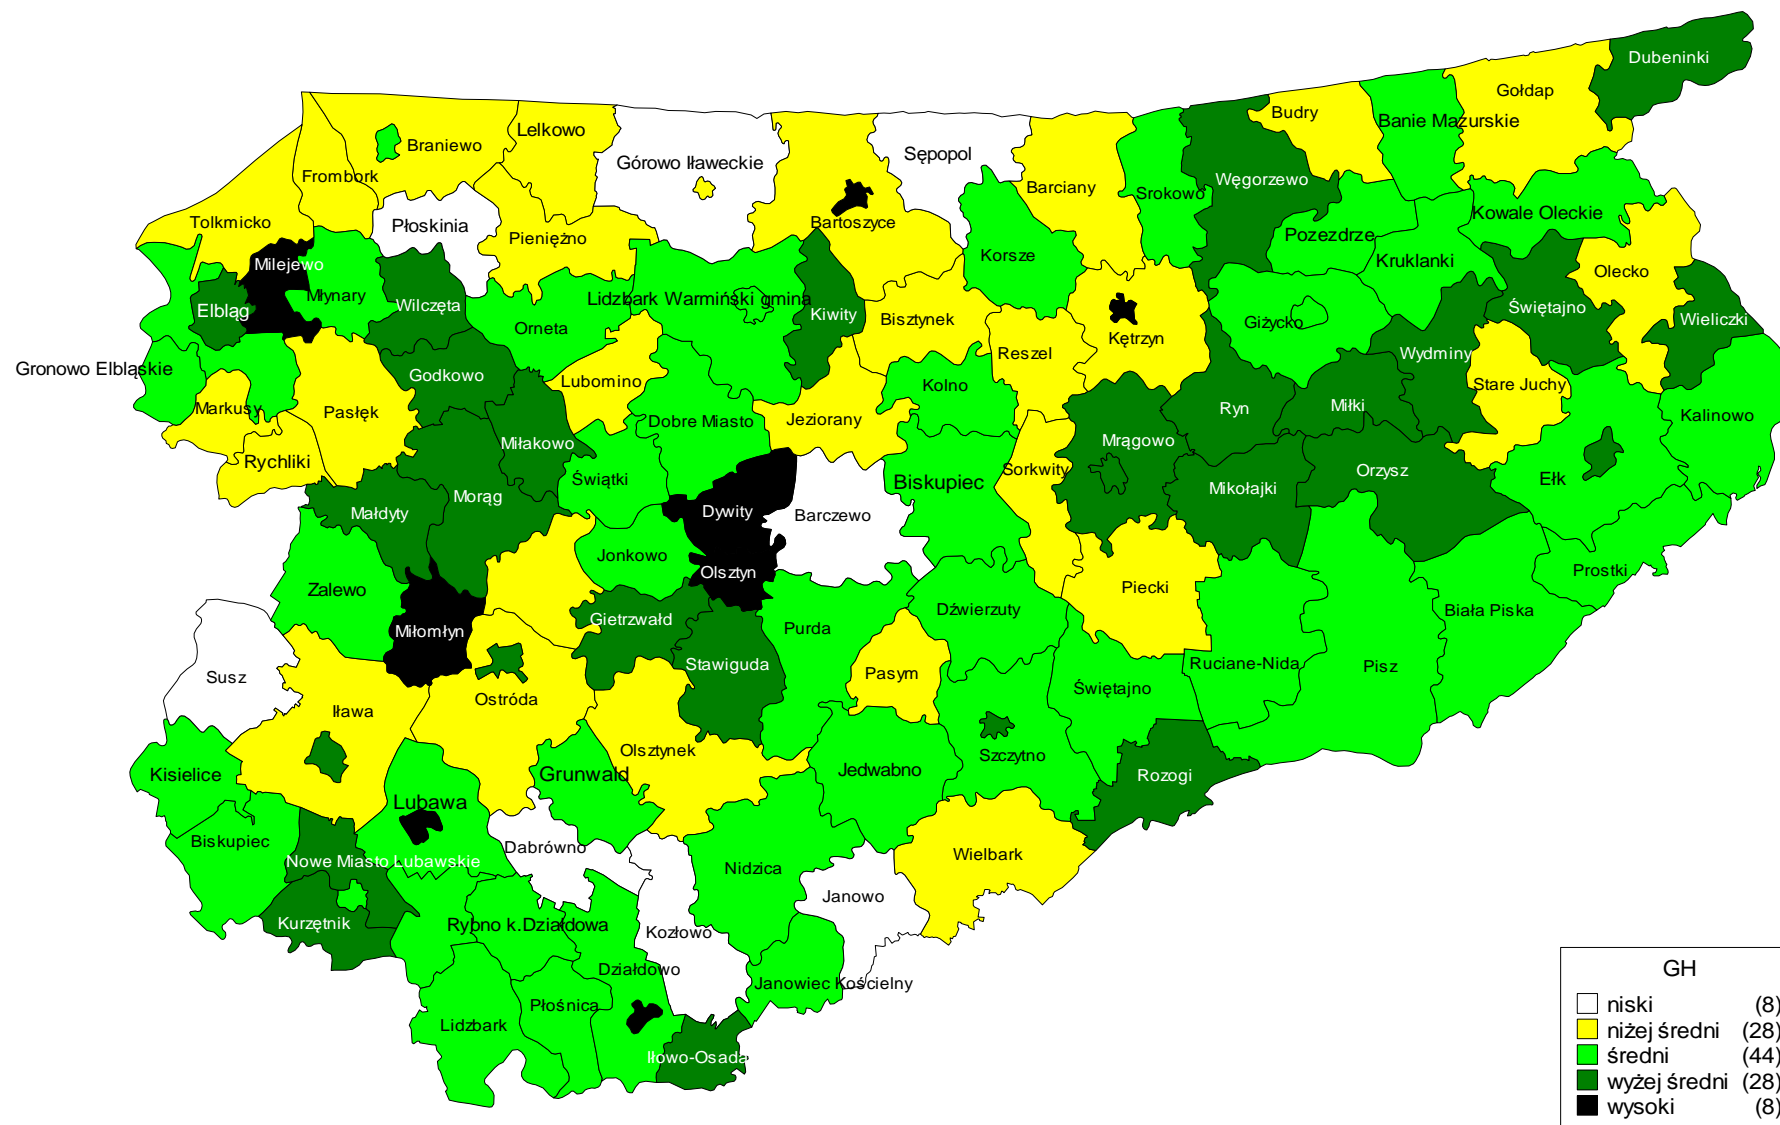 Dubeninki
Gołdap
Budry
Banie Mazurskie
Lelkowo
Braniewo
Górowo Iławeckie
Sępopol
Frombork
Barciany
Węgorzewo
Srokowo
Tolkmicko
Płoskinia
Bartoszyce
Kowale Oleckie
Pieniężno
Pozezdrze
Korsze
Kruklanki
Milejewo
Olecko
Młynary
Wilczęta
Lidzbark Warmiński gmina
Elbląg
Kiwity
Świętajno
Orneta
Bisztynek
Giżycko
Wieliczki
Kętrzyn
Reszel
Wydminy
Gronowo Elbląskie
Godkowo
Lubomino
Kolno
Stare Juchy
Markusy
Pasłęk
Ryn
Miłki
Dobre Miasto
Jeziorany
Kalinowo
Miłakowo
Mrągowo
Rychliki
Sorkwity
Orzysz
Świątki
Biskupiec
Mikołajki
Ełk
Morąg
Małdyty
Dywity
Barczewo
Jonkowo
Olsztyn
Prostki
Zalewo
Piecki
Dźwierzuty
Biała Piska
Gietrzwałd
Miłomłyn
Purda
Stawiguda
Ruciane-Nida
Pisz
Susz
Pasym
Świętajno
Ostróda
Iława
Olsztynek
Szczytno
Kisielice
Grunwald
Jedwabno
Rozogi
Lubawa
Biskupiec
Dabrówno
Wielbark
Nowe Miasto Lubawskie
Nidzica
Janowo
Kurzętnik
Rybno k.Działdowa
Kozłowo
Działdowo
Janowiec Kościelny
Płośnica
Lidzbark
Iłowo-Osada
GH
niski (8)
niżej średni (28)
średni (44)
wyżej średni (28)
wysoki (8)